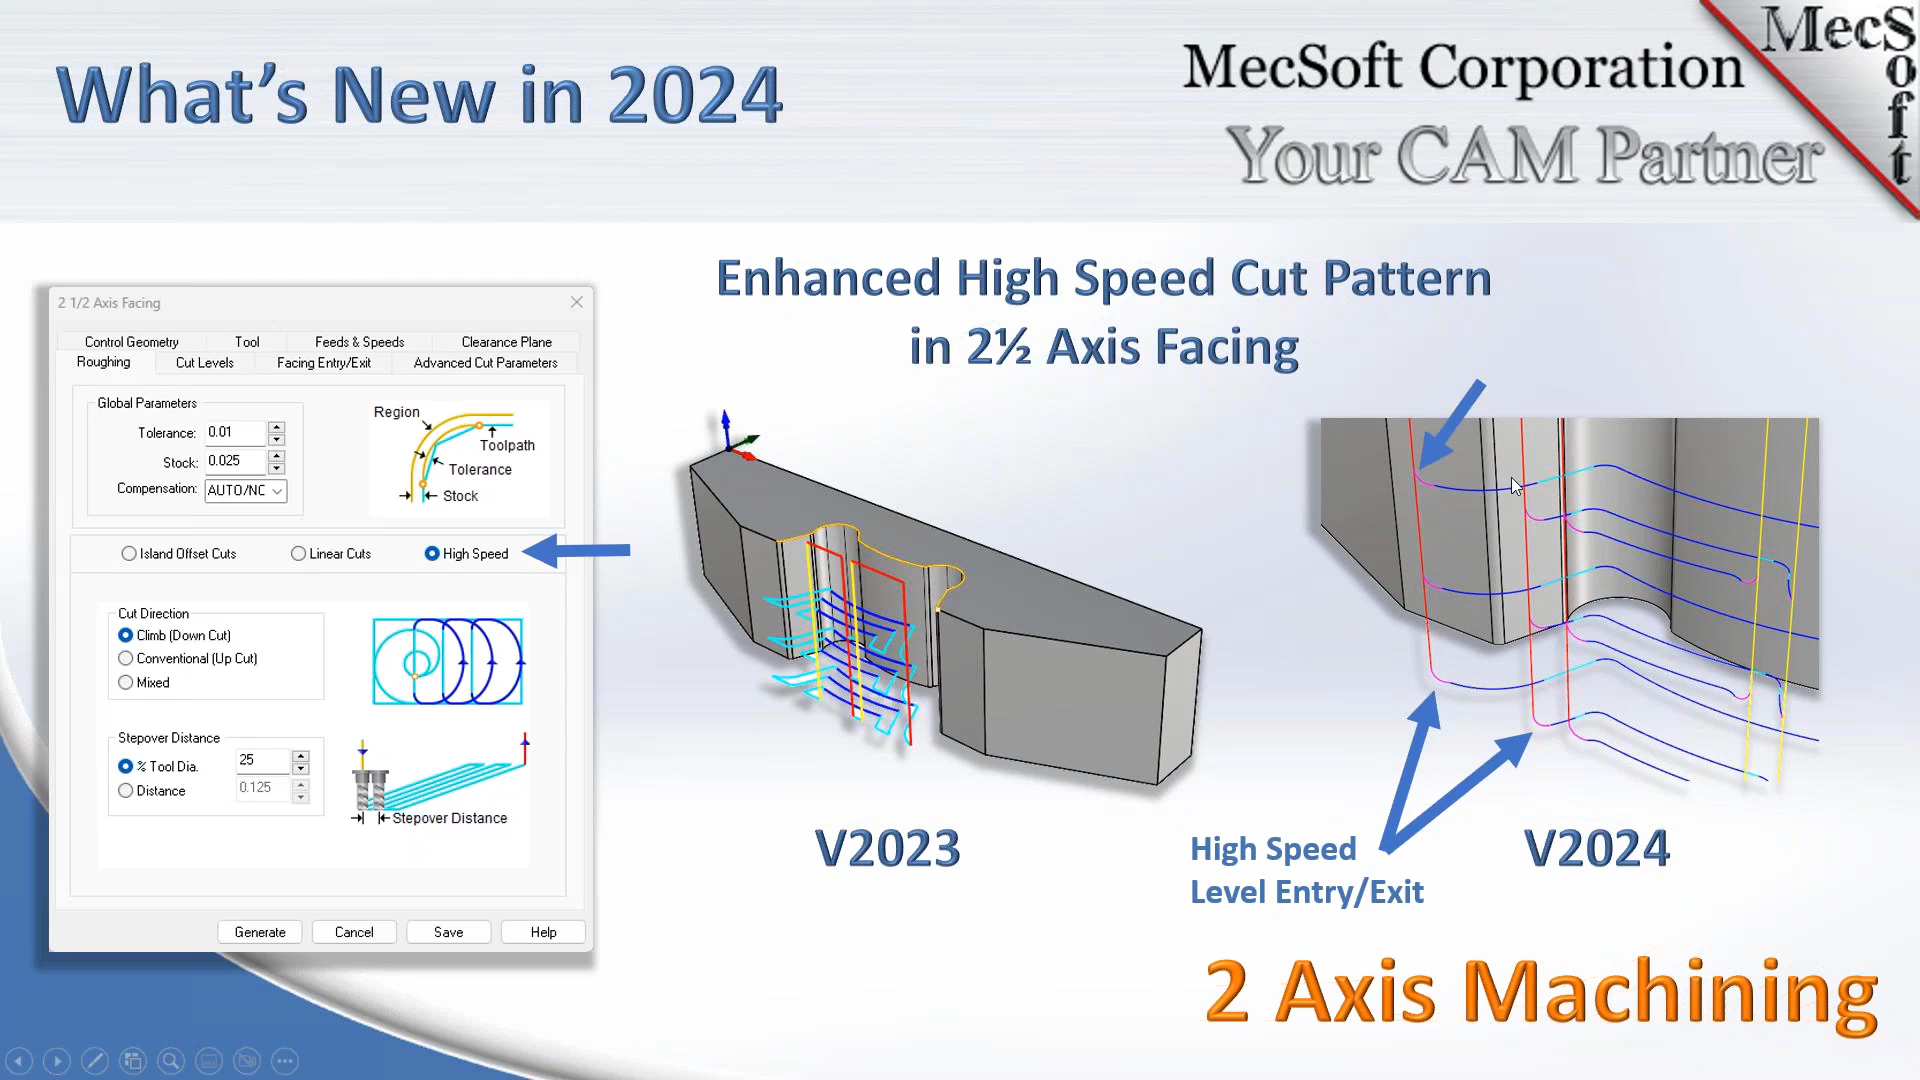 What's New in 2024
MecSoft Corporation
Your CAM Partner
MecSoft
Enhanced High Speed Cut Pattern
in 2½ Axis Facing
2 1/2 Axis Facing
Control Geometry Tool Feeds & Speeds Clearance Plane
Roughing Cut Levels Facing Entry/Exit Advanced Cut Parameters
Global Parameters
Tolerance: 0.01
Stock: 0.025
Compensation: AUTO/NC
Region
Toolpath
Tolerance
Stock
Island Offset Cuts Linear Cuts High Speed
Cut Direction
Climb (Down Cut)
Conventional (Up Cut)
Mixed
Stepover Distance
% Tool Dia. 25
Distance 0.125
Stepover Distance
Generate Cancel Save Help
V2023
High Speed
Level Entry/Exit
V2024
2 Axis Machining